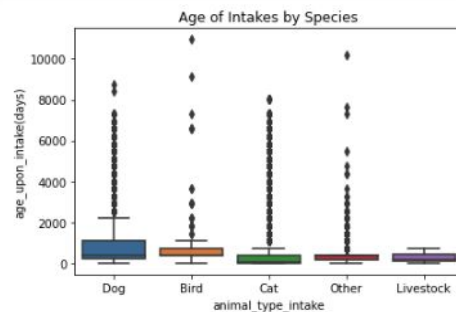 Age of Intakes by Species
age_upon_intake(days)
10000
8000
6000
4000
2000
0
Dog Bird Cat Other Livestock
animal_type_intake